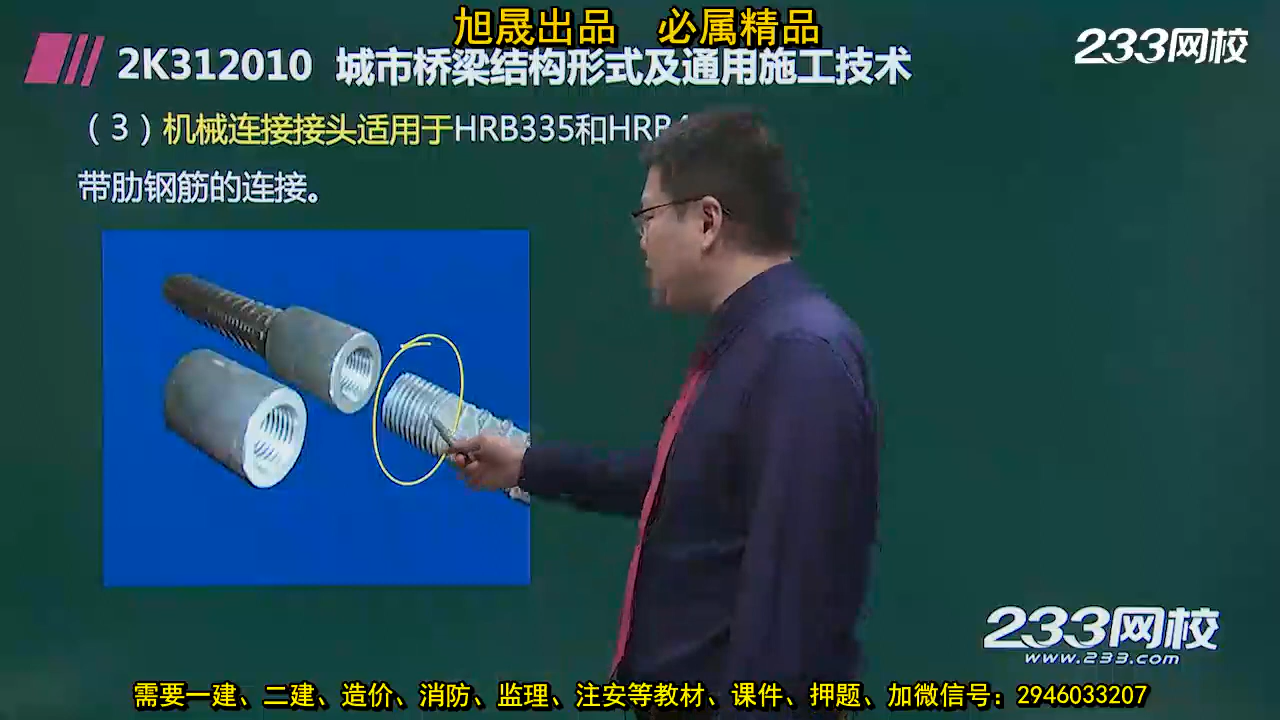 旭晟出品 必属精品
2K312010 城市桥梁结构形式及通用施工技术
233网校
（3）机械连接接头适用于HRB335和HRB
带肋钢筋的连接。
233网校
www.233.com
需要一建、二建、造价、消防、监理、注安等教材、课件、押题、加微信号：2946033207